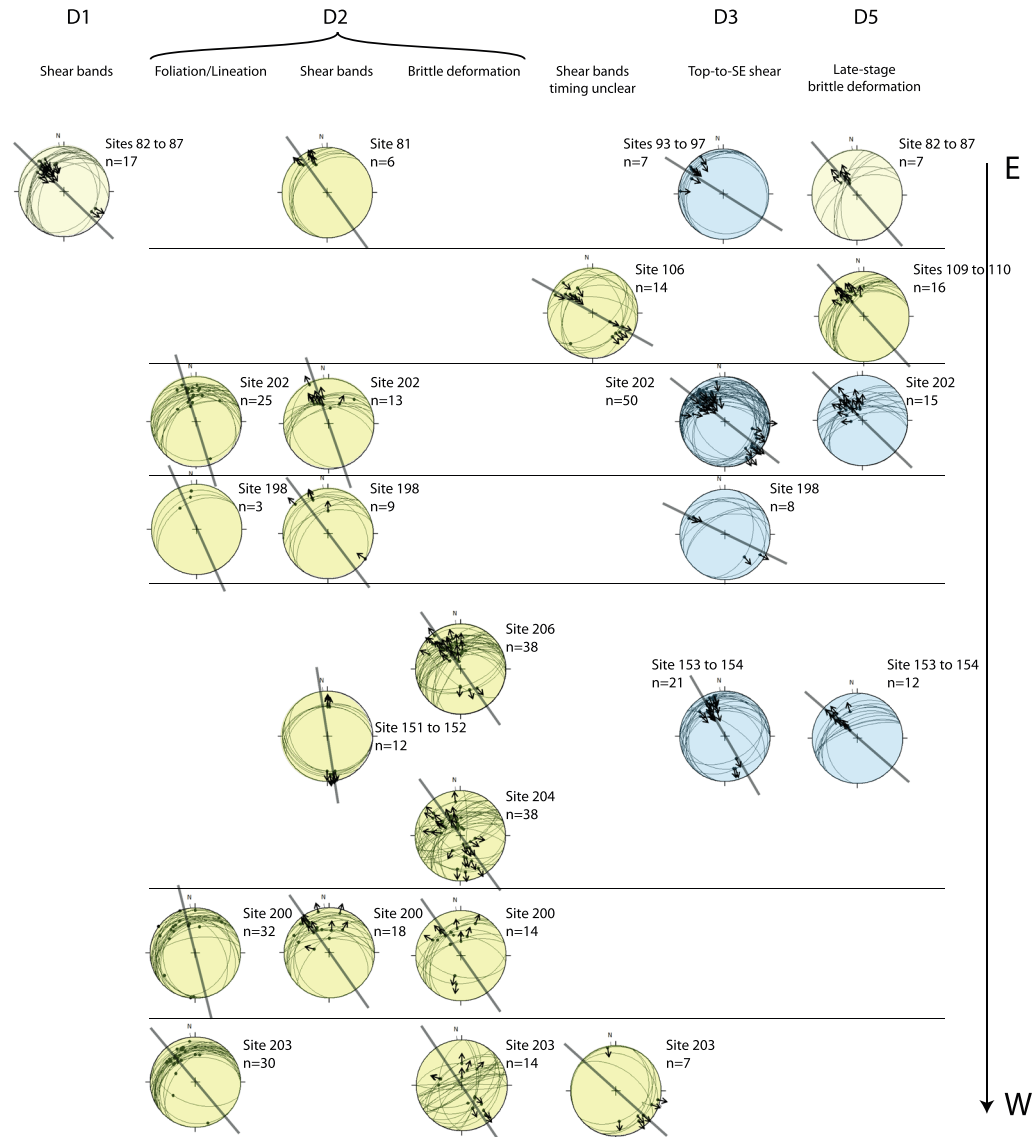 D1
D2
D3
D5
Shear bands
Foliation/Lineation
Shear bands
Brittle deformation
Shear bands
timing unclear
Top-to-SE shear
Late-stage
brittle deformation
N
Sites 82 to 87
n=17
N
Site 81
n=6
N
Sites 93 to 97
n=7
N
Site 82 to 87
n=7
E
N
Site 106
n=14
N
Sites 109 to 110
n=16
N
Site 202
n=25
N
Site 202
n=13
N
Site 202
n=50
N
Site 202
n=15
N
Site 198
n=3
N
Site 198
n=9
N
Site 198
n=8
N
Site 206
n=38
N
Site 151 to 152
n=12
N
Site 153 to 154
n=21
N
Site 153 to 154
n=12
N
Site 204
n=38
N
Site 200
n=32
N
Site 200
n=18
N
Site 200
n=14
N
Site 203
n=30
N
Site 203
n=14
N
Site 203
n=7
W